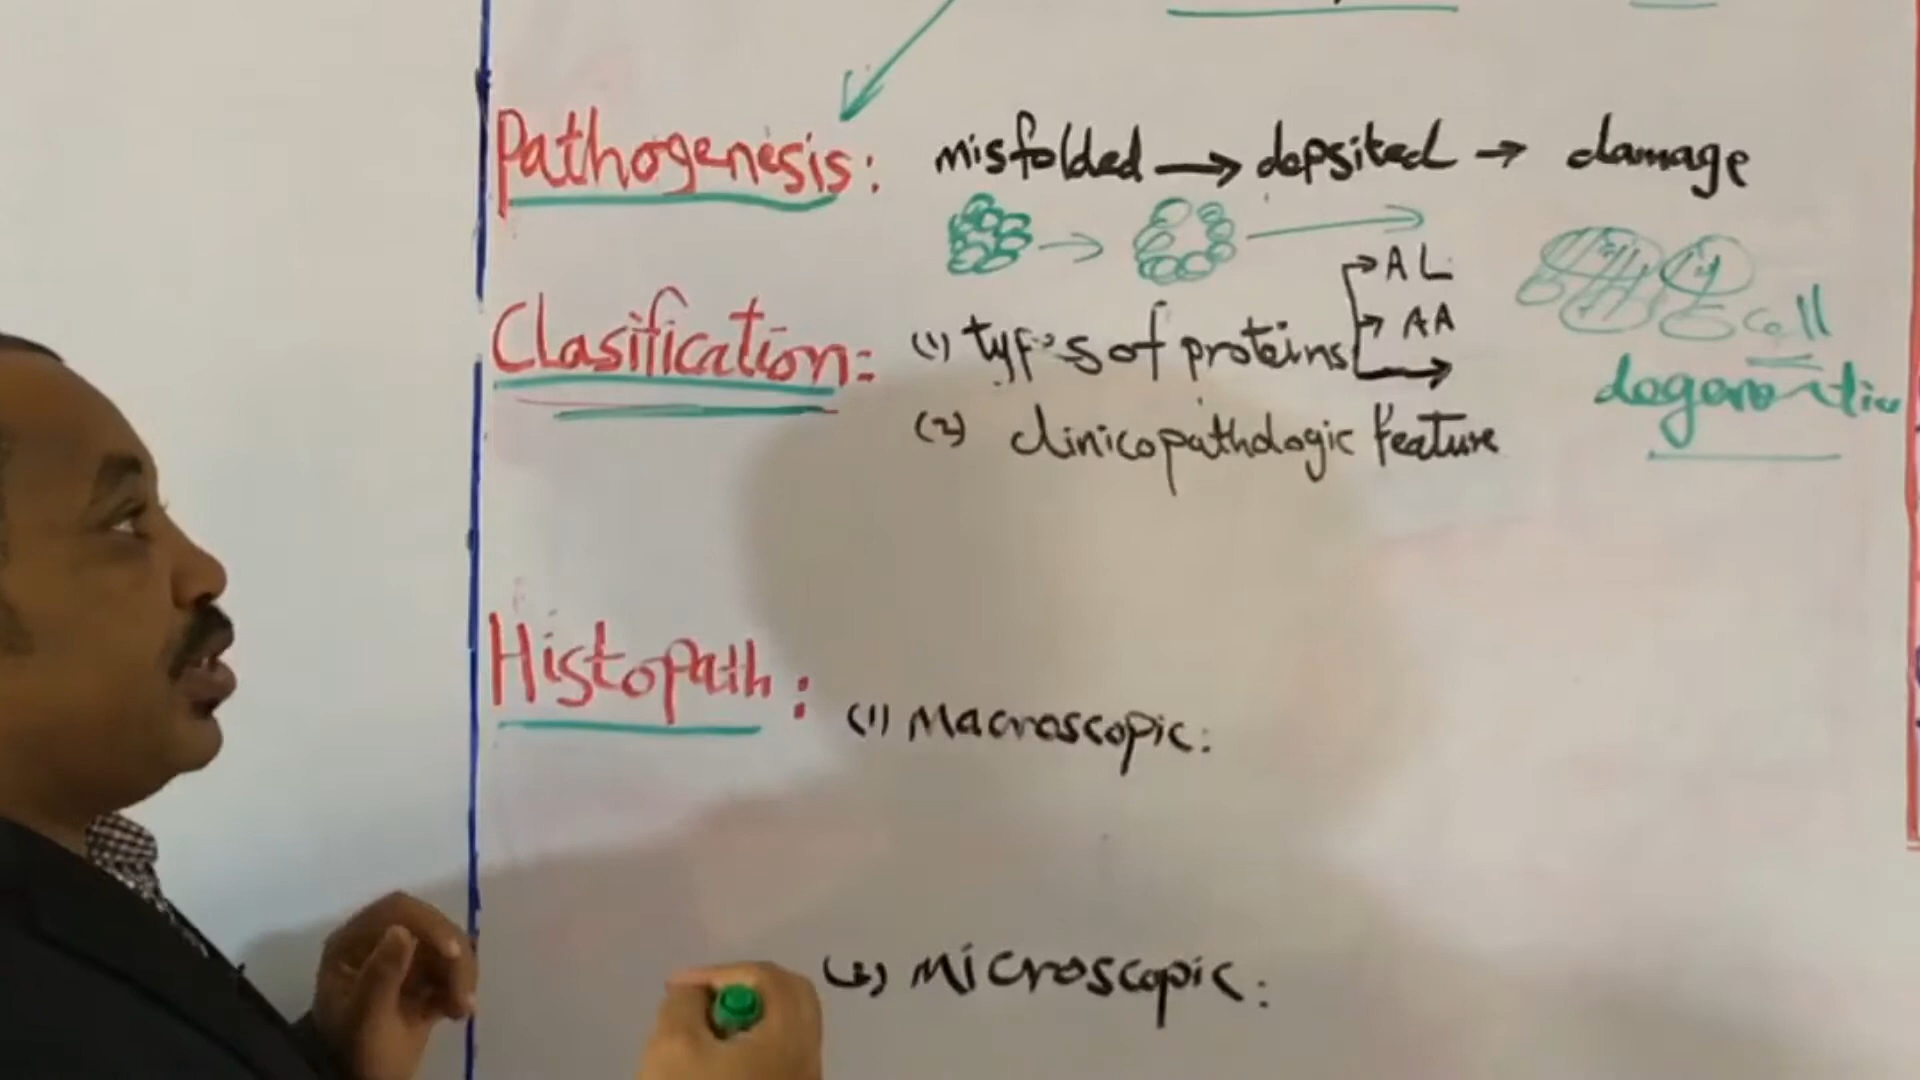 Pathogenesis: misfolded → depsited → damage
Clasification: (1) types of proteins → AL
→ AA
→
cell
degenerative
(2) clinicopathologic feature
Histopath: (1) Macroscopic:
(2) Microscopic: